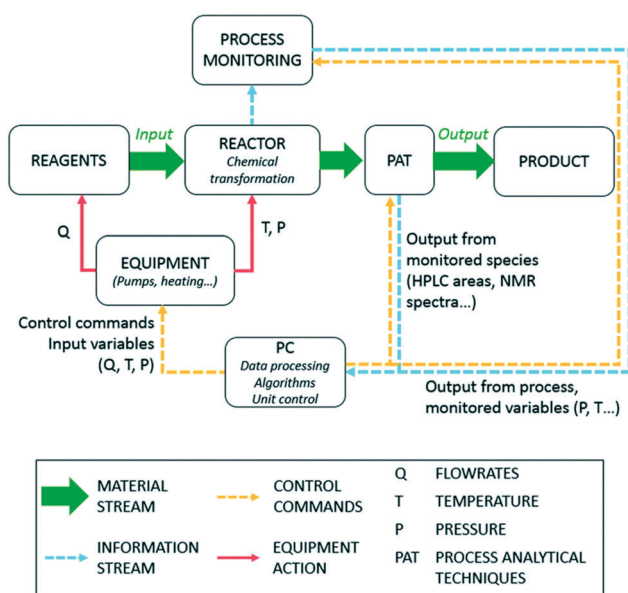 PROCESS
MONITORING
Input
Output
REAGENTS
REACTOR
Chemical
transformation
PAT
PRODUCT
Q
T, P
EQUIPMENT
(Pumps, heating...)
Output from
monitored species
(HPLC areas, NMR
spectra...)
Control commands
Input variables
(Q, T, P)
PC
Data processing
Algorithms
Unit control
Output from process,
monitored variables (P, T...)
MATERIAL
STREAM
CONTROL
COMMANDS
INFORMATION
STREAM
EQUIPMENT
ACTION
Q FLOWRATES
T TEMPERATURE
P PRESSURE
PAT PROCESS ANALYTICAL
TECHNIQUES